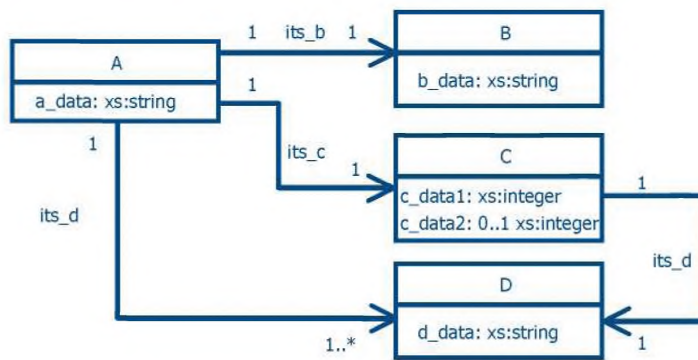 1 its_b 1
B
A
b_data: xs:string
a_data: xs:string
1
1
its_c
1
C
c_data1: xs:integer
c_data2: 0..1 xs:integer
1
its_d
its_d
D
d_data: xs:string
1..*
1